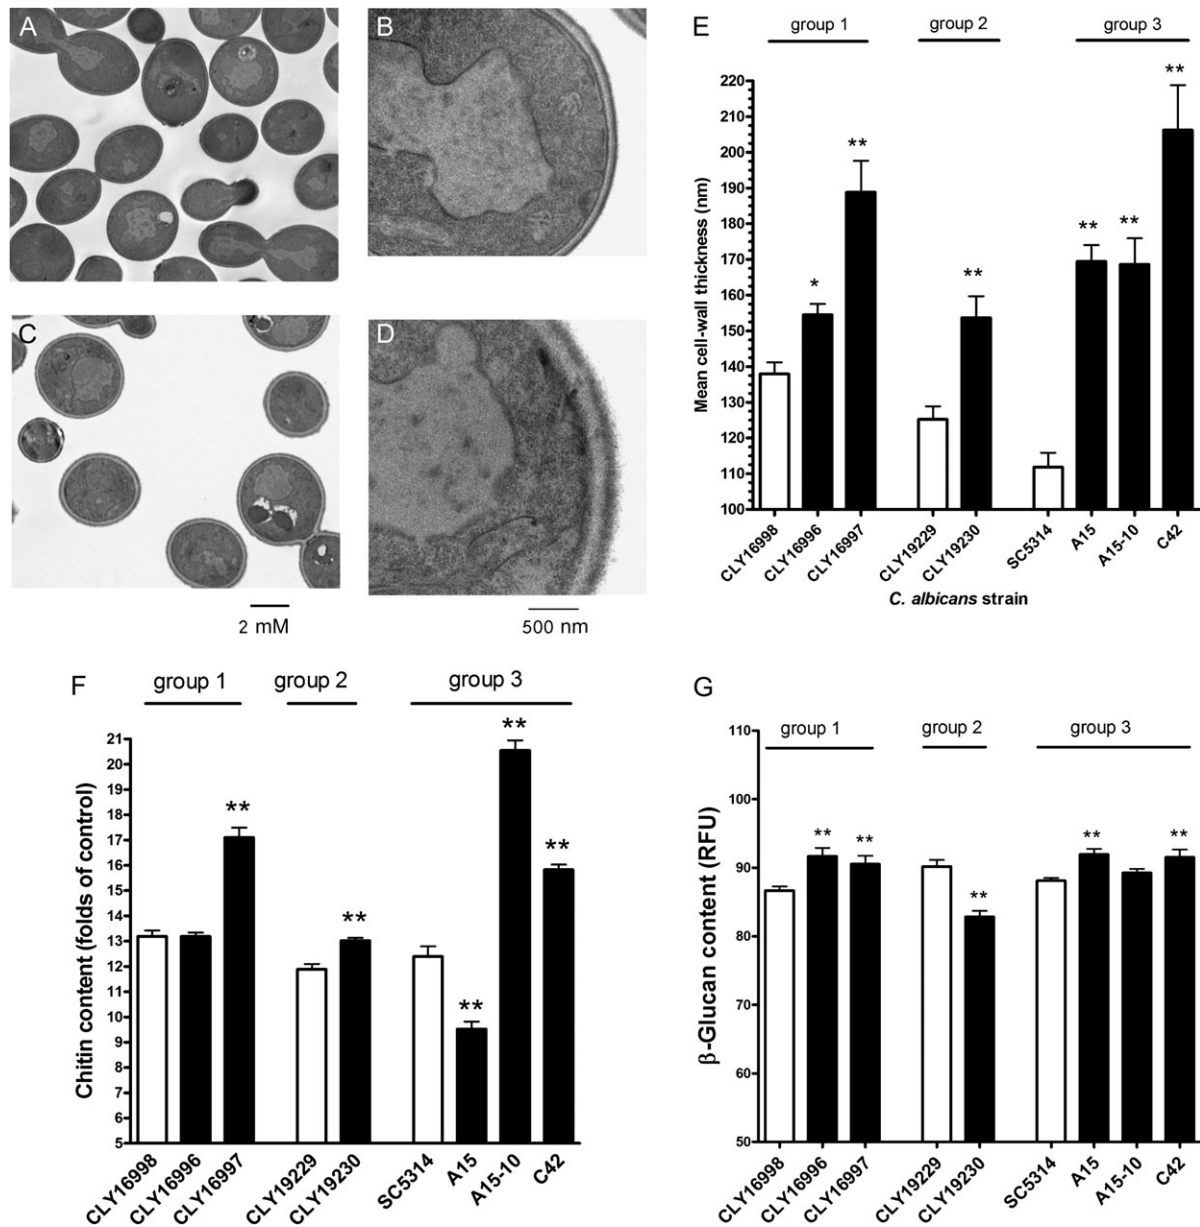 A
B
C
D
2 mM
500 nm
E
group 1
group 2
group 3
Mean cell-wall thickness (nm)
220
210
200
190
180
170
160
150
140
130
120
110
100
*
**
**
**
**
**
CLY16998
CLY16996
CLY16997
CLY19229
CLY19230
SC5314
A15
A15-10
C42
C. albicans strain
F
group 1
group 2
group 3
Chitin content (folds of control)
21
20
19
18
17
16
15
14
13
12
11
10
9
8
7
6
5
**
**
**
**
**
CLY16998
CLY16996
CLY16997
CLY19229
CLY19230
SC5314
A15
A15-10
C42
G
group 1
group 2
group 3
β-Glucan content (RFU)
110
100
90
80
70
60
50
**
**
**
**
**
CLY16998
CLY16996
CLY16997
CLY19229
CLY19230
SC5314
A15
A15-10
C42